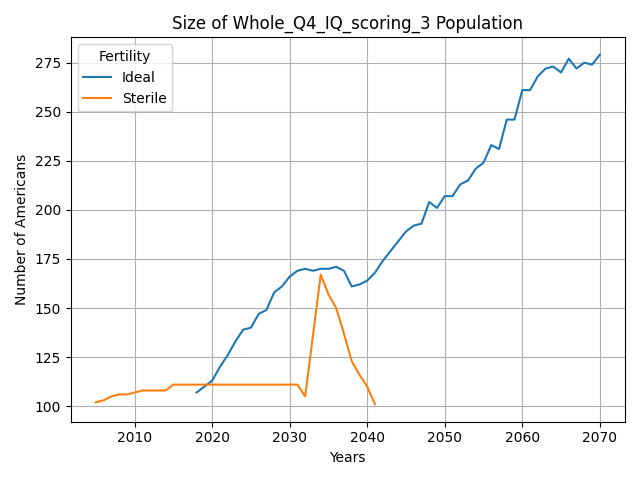 Size of Whole_Q4_IQ_scoring_3 Population
Fertility
Ideal
Sterile
Number of Americans
275
250
225
200
175
150
125
100
2010 2020 2030 2040 2050 2060 2070
Years